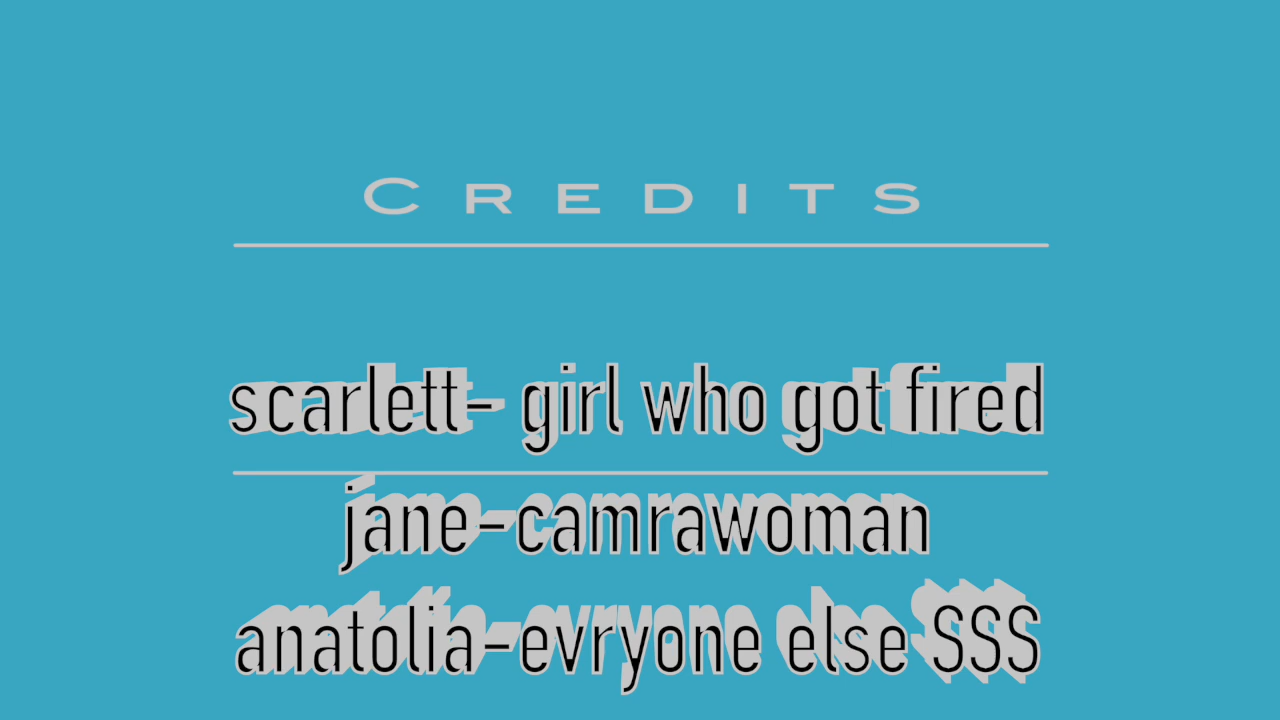 CREDITS
scarlett- girl who got fired
jane-camrawoman
anatolia-evryone else SSS